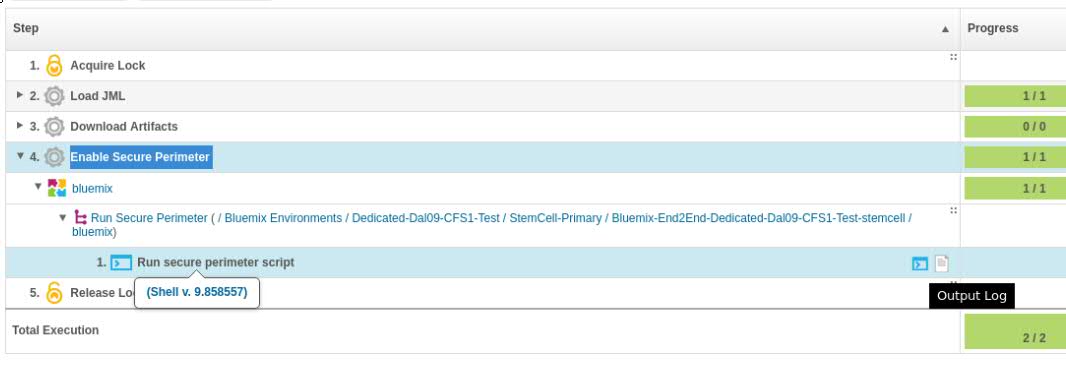 Step ▲ Progress
1. Acquire Lock
2. Load JML 1 / 1
3. Download Artifacts 0 / 0
4. Enable Secure Perimeter 1 / 1
bluemix 1 / 1
Run Secure Perimeter ( / Bluemix Environments / Dedicated-Dal09-CFS1-Test / StemCell-Primary / Bluemix-End2End-Dedicated-Dal09-CFS1-Test-stemcell /
bluemix)
1. Run secure perimeter script
5. Release Lo
(Shell v. 9.858557)
Output Log
Total Execution
2 / 2